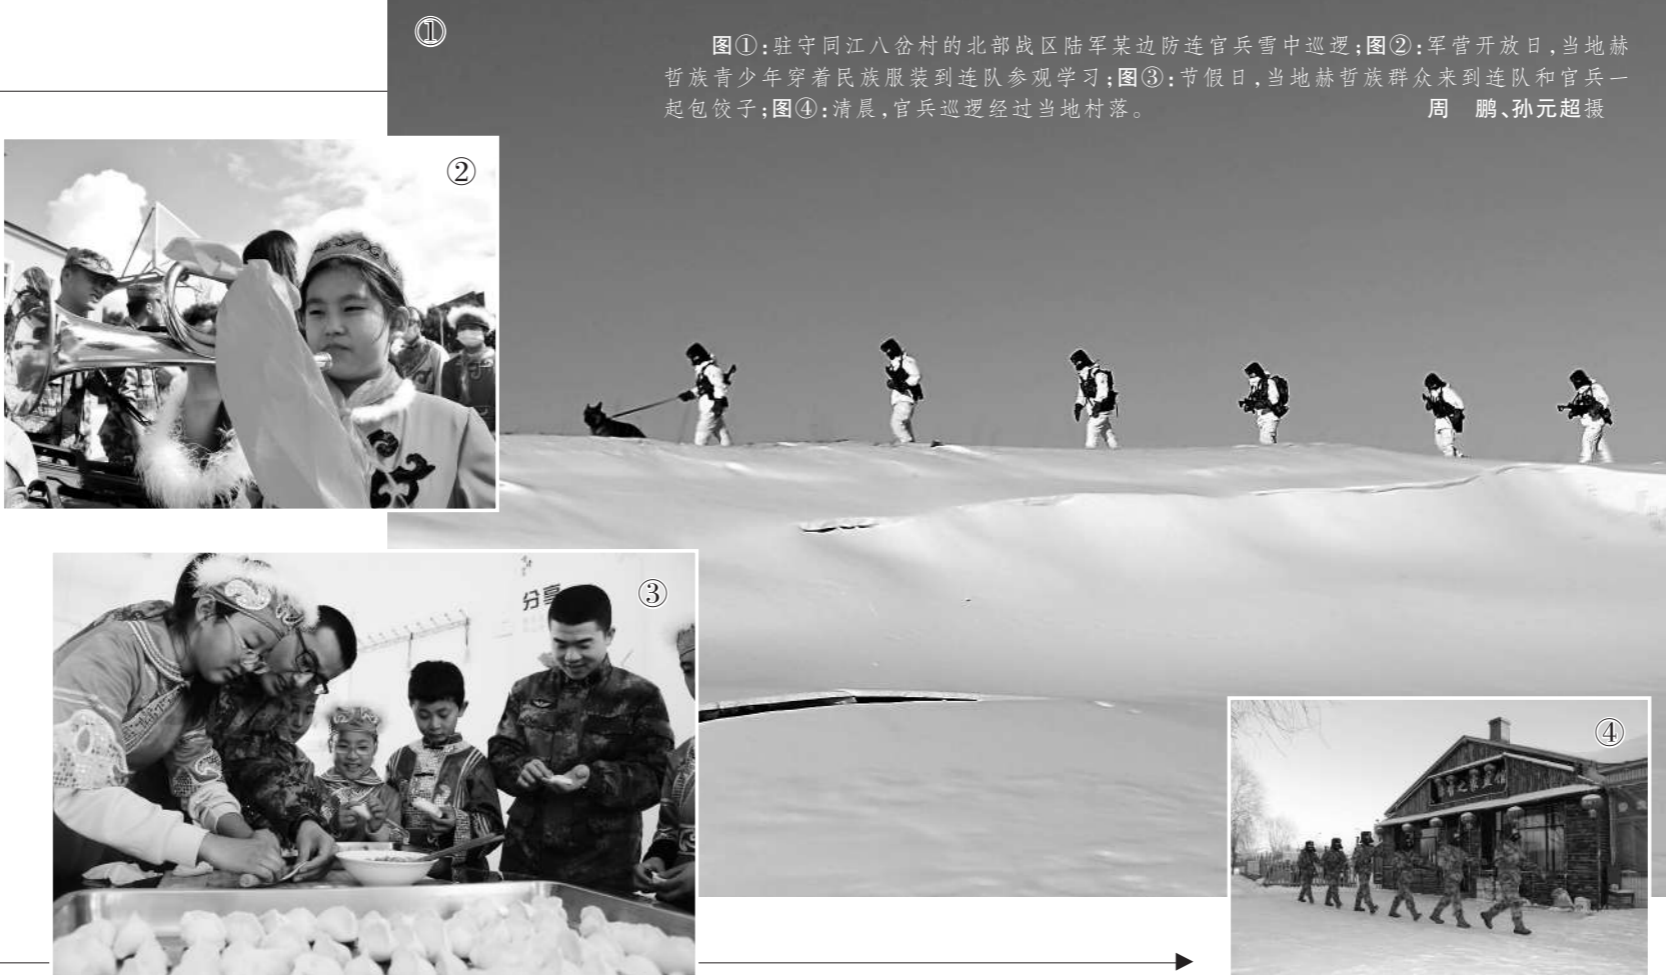 ①
图①:驻守同江八岔村的北部战区陆军某边防连官兵雪中巡逻;图②:军营开放日,当地赫
哲族青少年穿着民族服装到连队参观学习;图③:节假日,当地赫哲族群众来到连队和官兵一
起包饺子;图④:清晨,官兵巡逻经过当地村落。 周 鹏、孙元超摄
②
③
分享
④